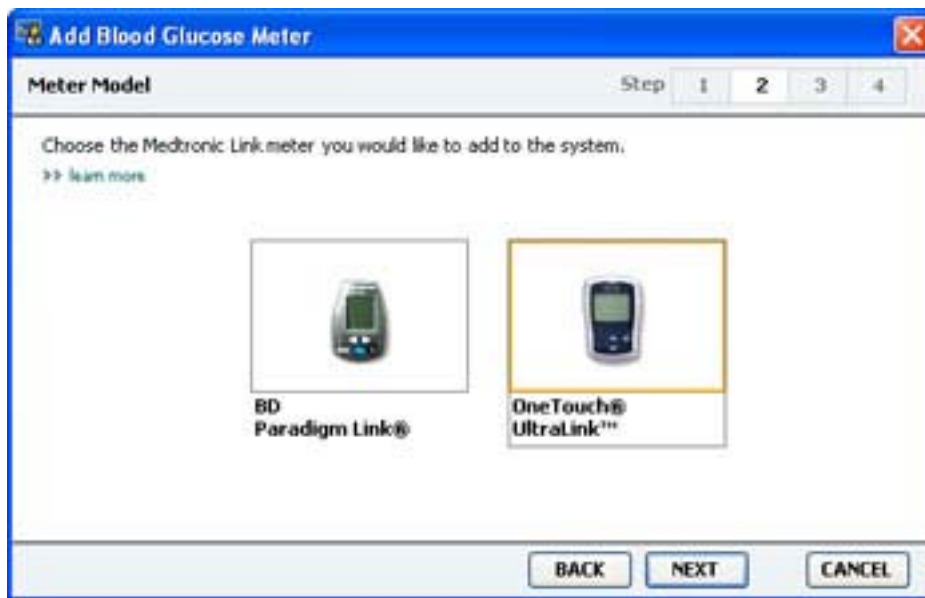 Add Blood Glucose Meter
Meter Model
Step 1 2 3 4
Choose the Medtronic Link meter you would like to add to the system.
>> learn more
BD
Paradigm Link®
OneTouch®
UltraLink™
BACK
NEXT
CANCEL